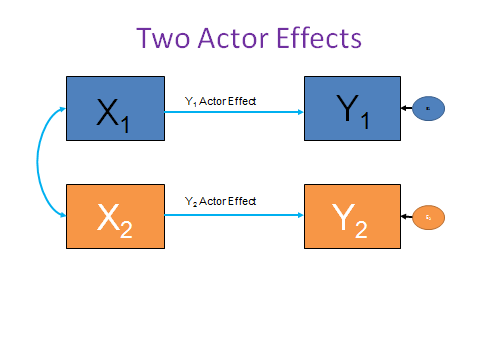 Two Actor Effects
X₁
Y₁ Actor Effect
Y₁
X₂
Y₂ Actor Effect
Y₂